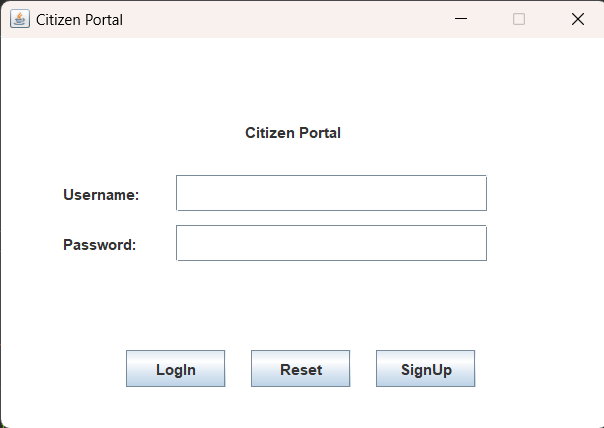 Citizen Portal
Citizen Portal
Username:
Password:
LogIn Reset SignUp